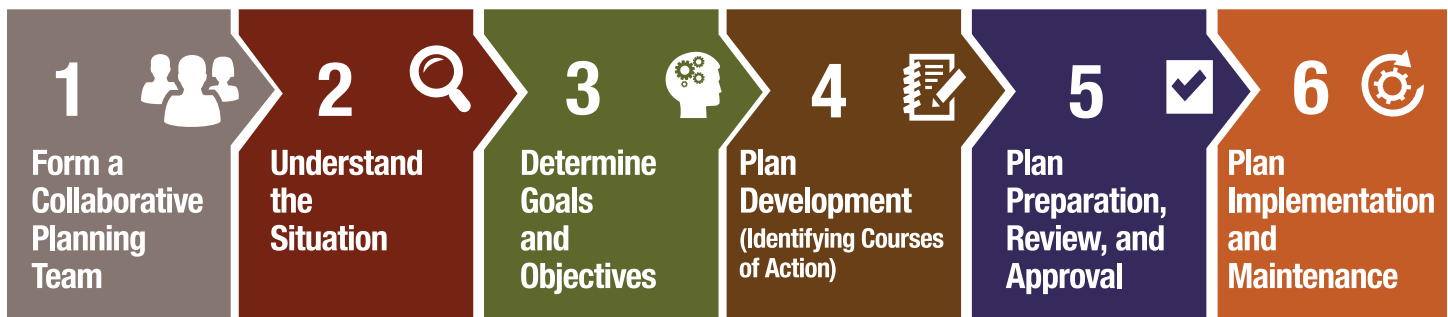 1
Form a
Collaborative
Planning
Team
2
Understand
the
Situation
3
Determine
Goals
and
Objectives
4
Plan
Development
(Identifying Courses
of Action)
5
Plan
Preparation,
Review, and
Approval
6
Plan
Implementation
and
Maintenance